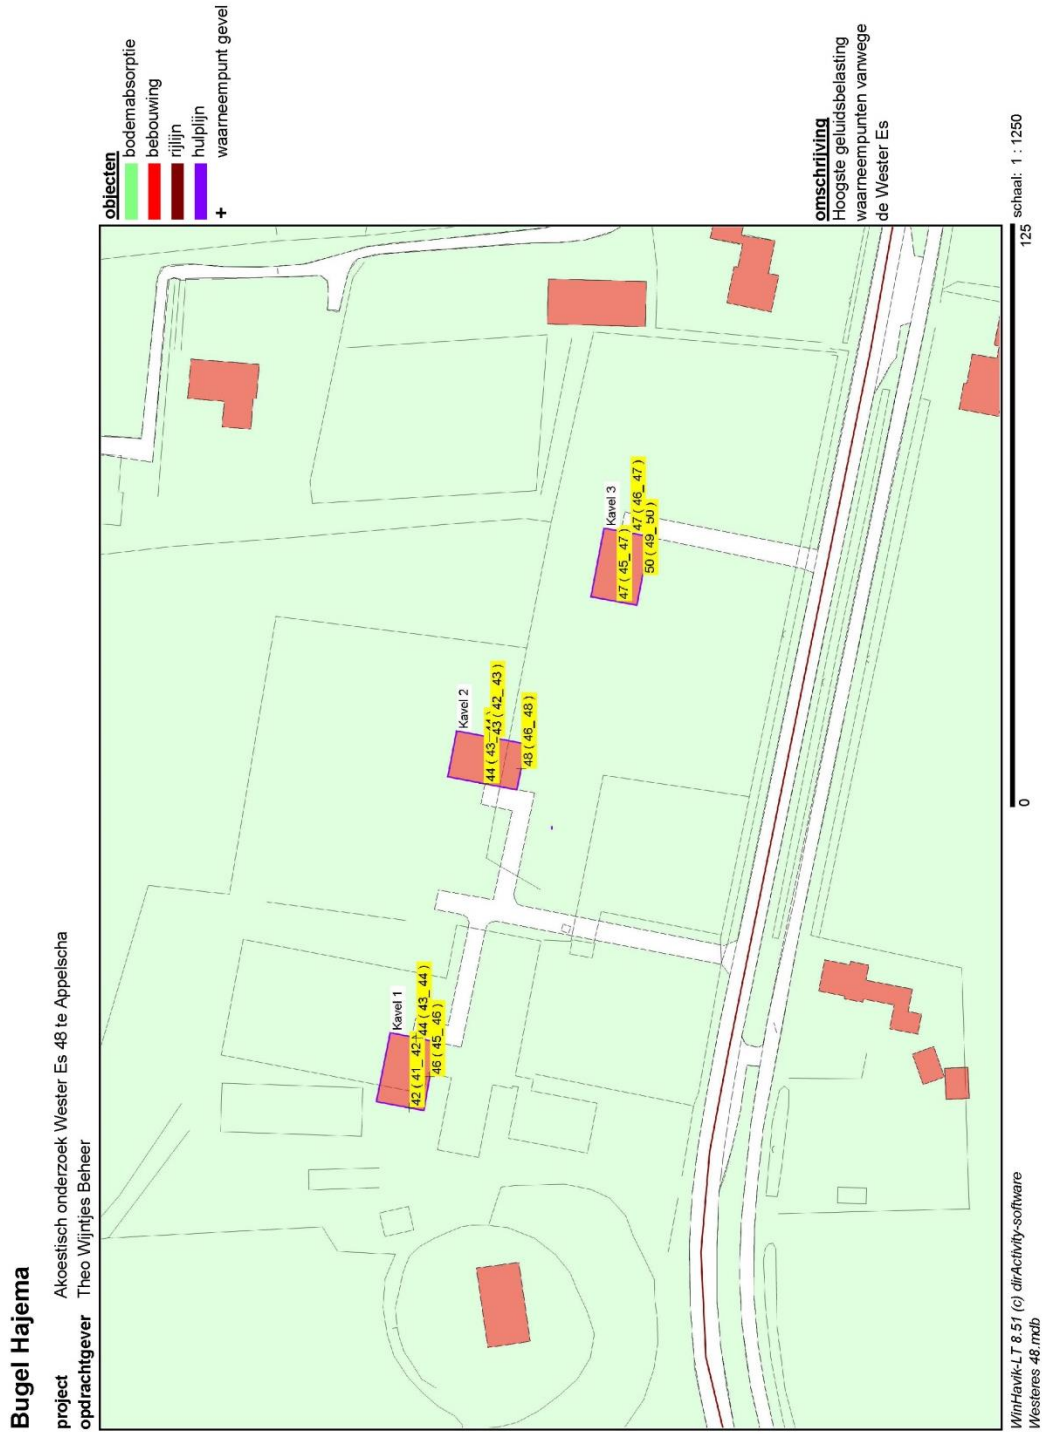 Bugel Hajema
project Akoestisch onderzoek Wester Es 48 te Appelscha
opdrachtgever Theo Wijntjes Beheer
objecten
bodemabsorptie
bebouwing
rijlijn
hulplijn
+ waarneempunt gevel
Kavel 1
42 ( 41_ 42
44 ( 43_ 44 )
46 ( 45_ 46 )
Kavel 2
44 ( 43_
43 ( 42_ 43 )
48 ( 46_ 48 )
Kavel 3
47 ( 45_ 47 )
47 ( 46_ 47 )
50 ( 49_ 50 )
omschrijving
Hoogste geluidsbelasting
waarneempunten vanwege
de Wester Es
0 125
schaal: 1 : 1250
WinHavik-LT 8.51 (c) dirActivity-software
Westeres 48.mdb